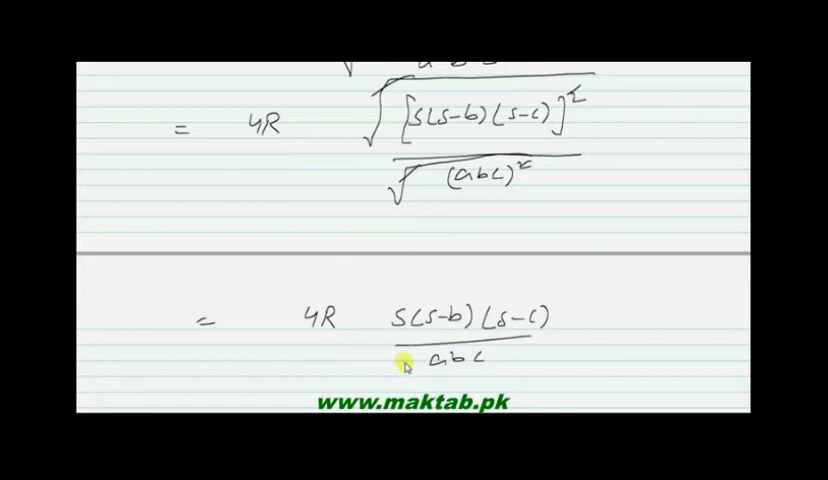 = 4R √[s(s-b)(s-c)]² / √(abc)²
= 4R s(s-b)(s-c) / abc
www.maktab.pk